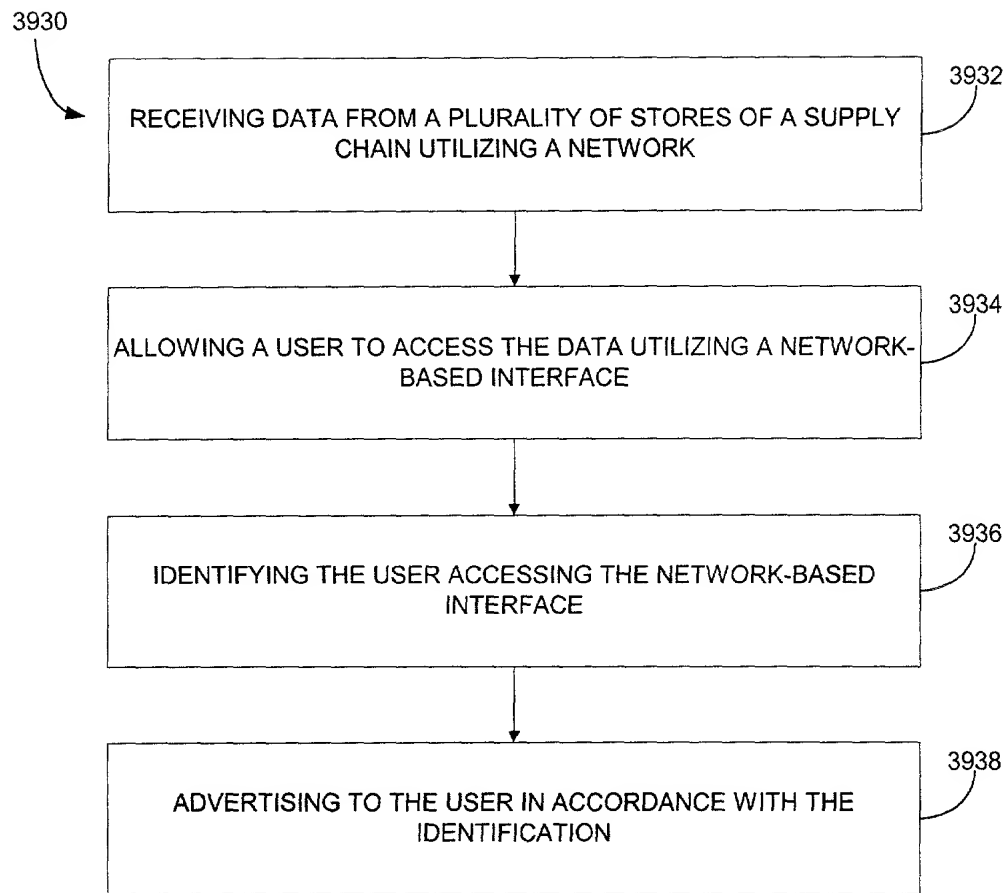 3930
3932
RECEIVING DATA FROM A PLURALITY OF STORES OF A SUPPLY
CHAIN UTILIZING A NETWORK
3934
ALLOWING A USER TO ACCESS THE DATA UTILIZING A NETWORK-
BASED INTERFACE
3936
IDENTIFYING THE USER ACCESSING THE NETWORK-BASED
INTERFACE
3938
ADVERTISING TO THE USER IN ACCORDANCE WITH THE
IDENTIFICATION